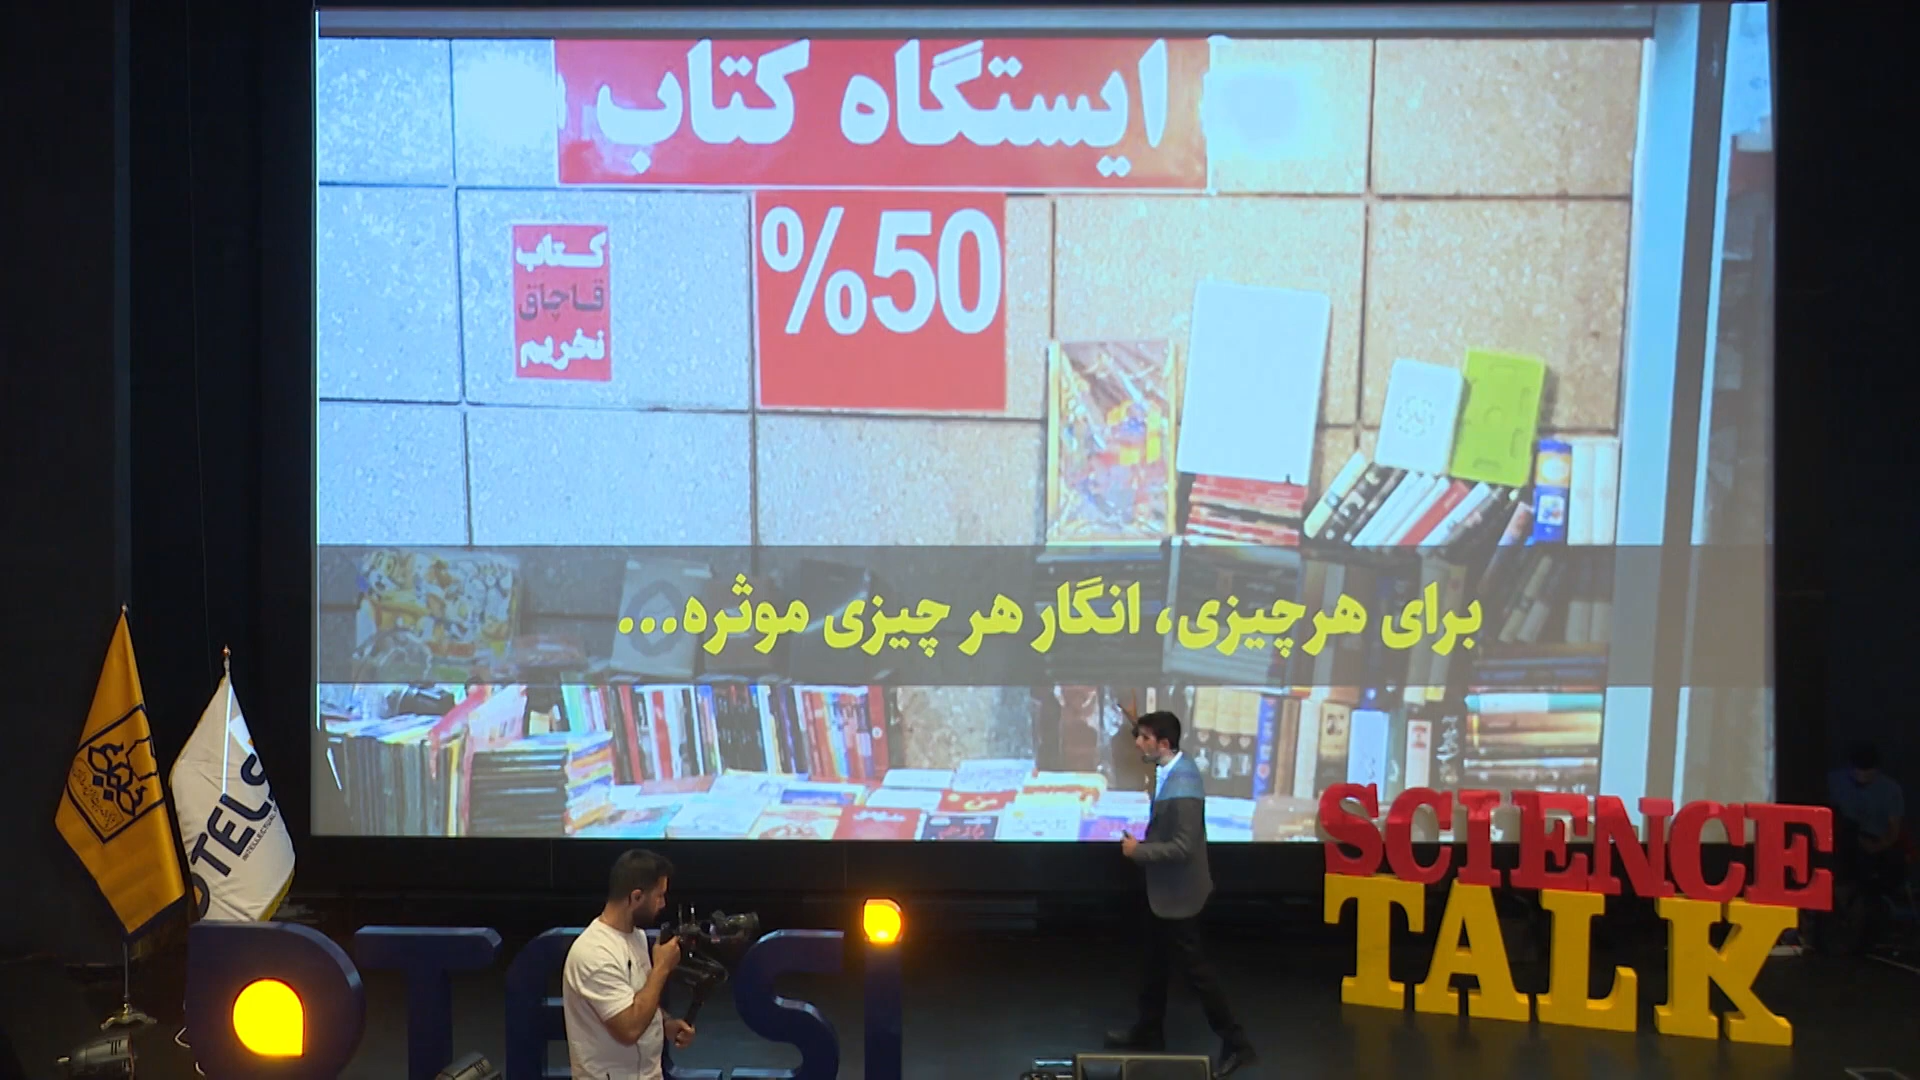 ایستگاه کتاب
%50
کتاب
قاچاق
نخریم
برای هرچیزی، انگار هر چیزی موثره...
SCIENCE
TALK